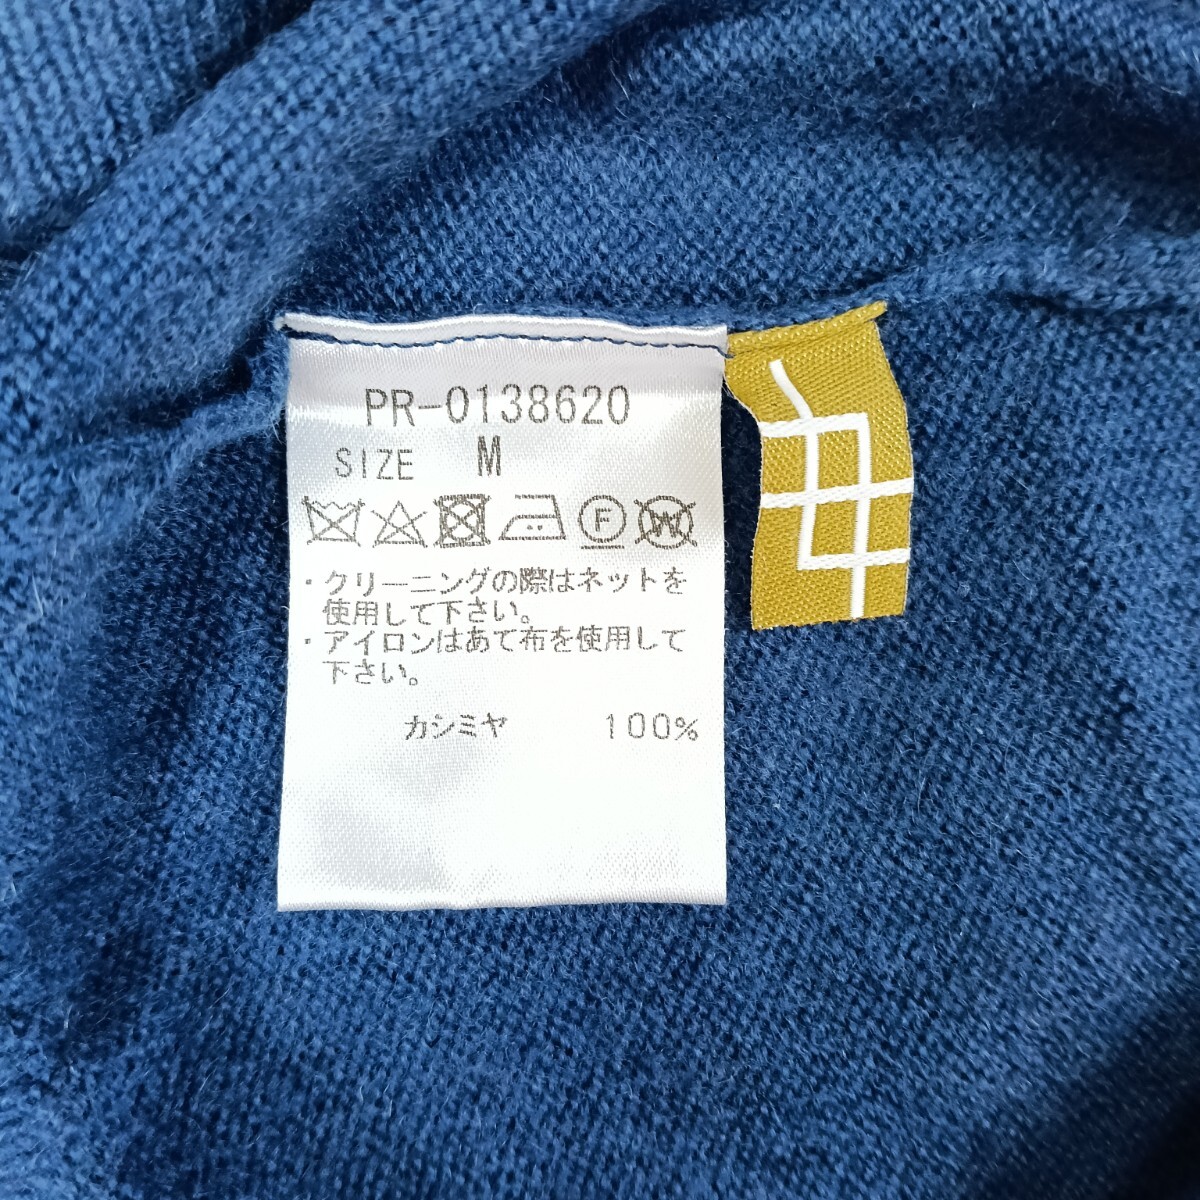 PR-0138620
SIZE M
F W
・クリーニングの際はネットを
使用して下さい。
・アイロンはあて布を使用して
下さい。
カシミヤ 100%